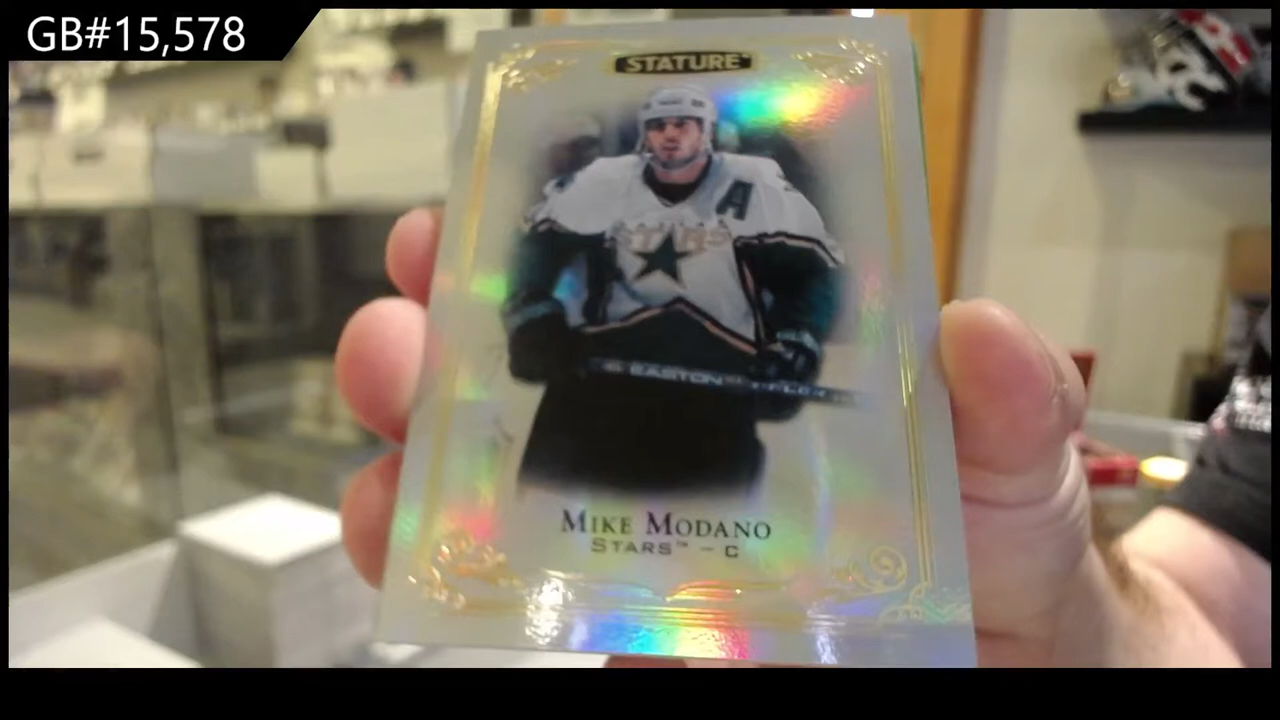 GB#15,578
STATURE
A
STARS
EASTON
MIKE MODANO
STARS™ - C